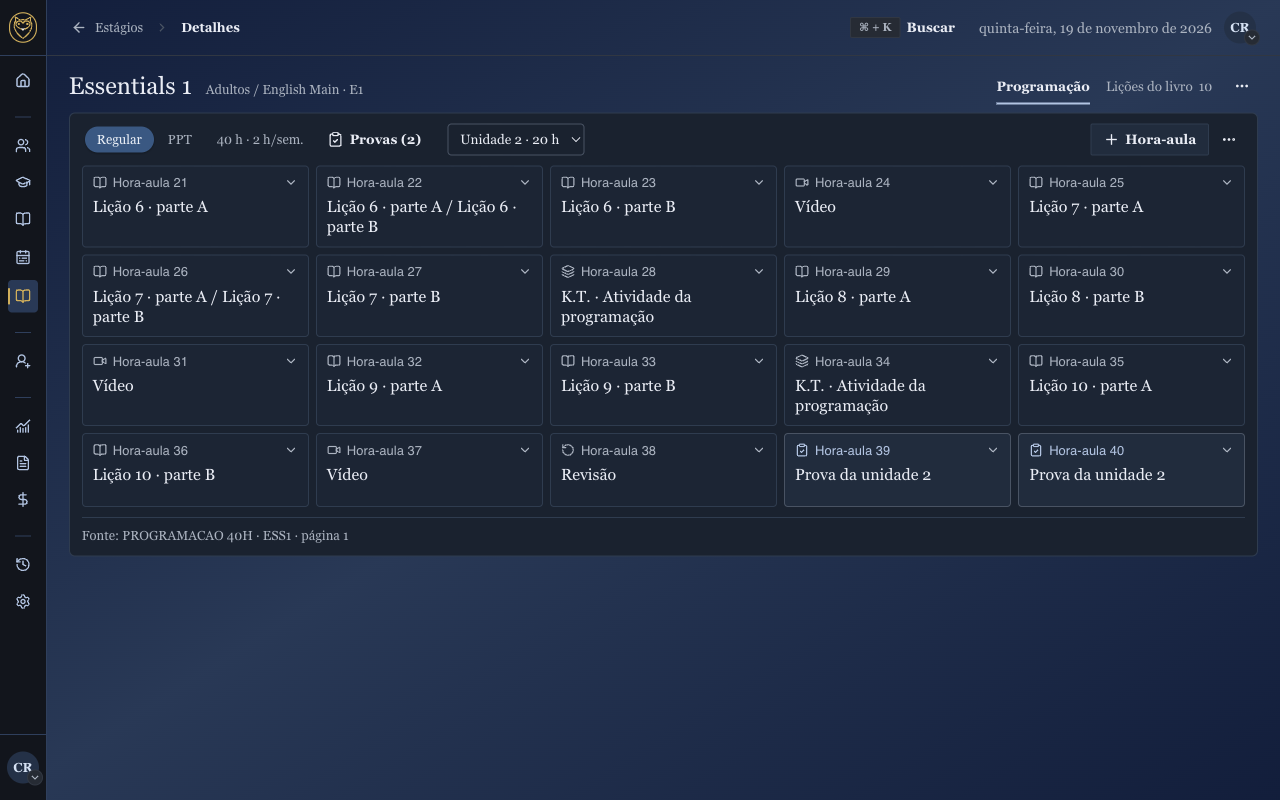 Estágios
Detalhes
⌘ + K
Buscar
quinta-feira, 19 de novembro de 2026
CR
Essentials 1
Adultos / English Main · E1
Programação
Lições do livro 10
Regular
PPT
40 h · 2 h/sem.
Provas (2)
Unidade 2 · 20 h
Hora-aula
Hora-aula 21
Lição 6 · parte A
Hora-aula 22
Lição 6 · parte A / Lição 6 ·
parte B
Hora-aula 23
Lição 6 · parte B
Hora-aula 24
Vídeo
Hora-aula 25
Lição 7 · parte A
Hora-aula 26
Lição 7 · parte A / Lição 7 ·
parte B
Hora-aula 27
Lição 7 · parte B
Hora-aula 28
K.T. · Atividade da
programação
Hora-aula 29
Lição 8 · parte A
Hora-aula 30
Lição 8 · parte B
Hora-aula 31
Vídeo
Hora-aula 32
Lição 9 · parte A
Hora-aula 33
Lição 9 · parte B
Hora-aula 34
K.T. · Atividade da
programação
Hora-aula 35
Lição 10 · parte A
Hora-aula 36
Lição 10 · parte B
Hora-aula 37
Vídeo
Hora-aula 38
Revisão
Hora-aula 39
Prova da unidade 2
Hora-aula 40
Prova da unidade 2
Fonte: PROGRAMACAO 40H · ESS1 · página 1
CR